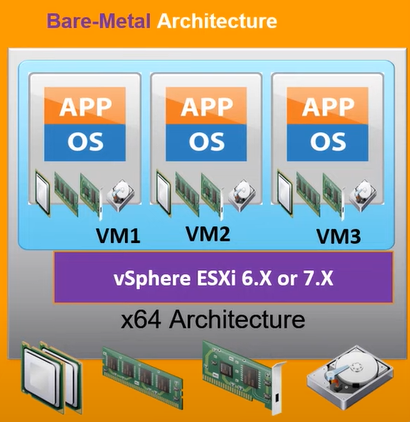 Bare-Metal Architecture
APP APP APP
OS OS OS
VM1 VM2 VM3
vSphere ESXi 6.X or 7.X
x64 Architecture